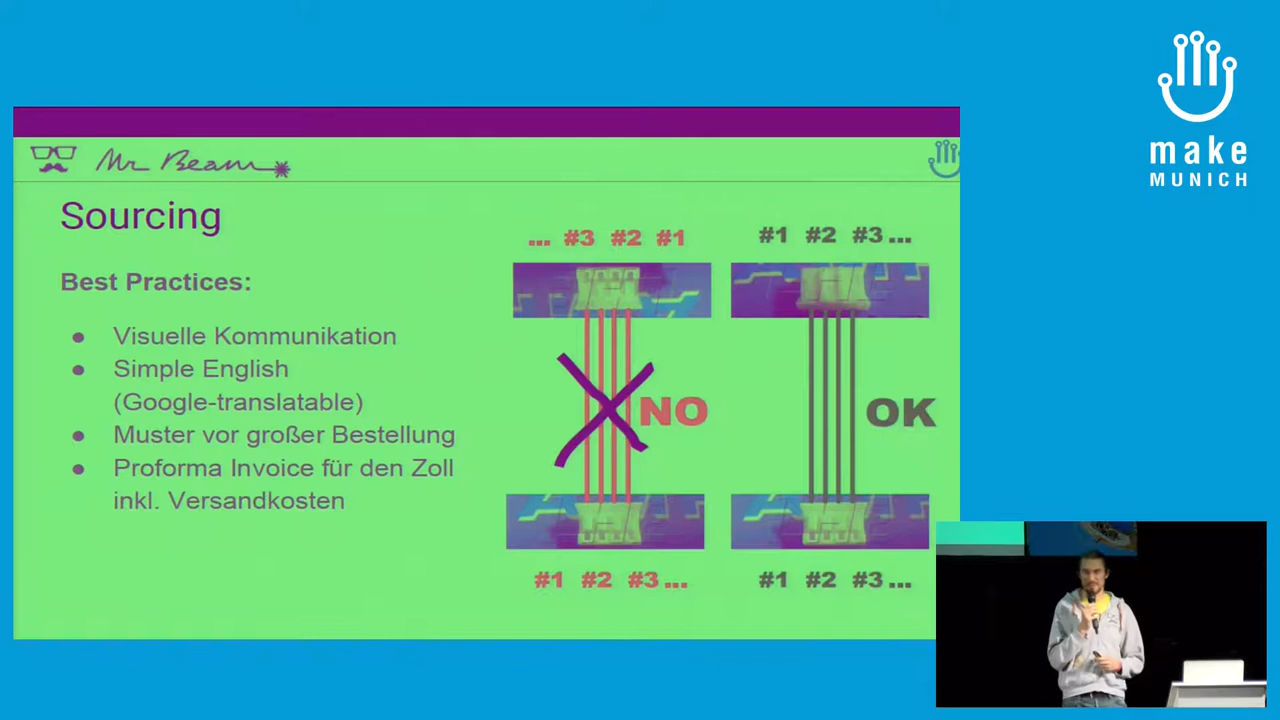 make
MUNICH
Mr Beam
Sourcing
Best Practices:
● Visuelle Kommunikation
● Simple English
(Google-translatable)
● Muster vor großer Bestellung
● Proforma Invoice für den Zoll
inkl. Versandkosten
... #3 #2 #1
#1 #2 #3 ...
NO
OK
#1 #2 #3 ...
#1 #2 #3 ...